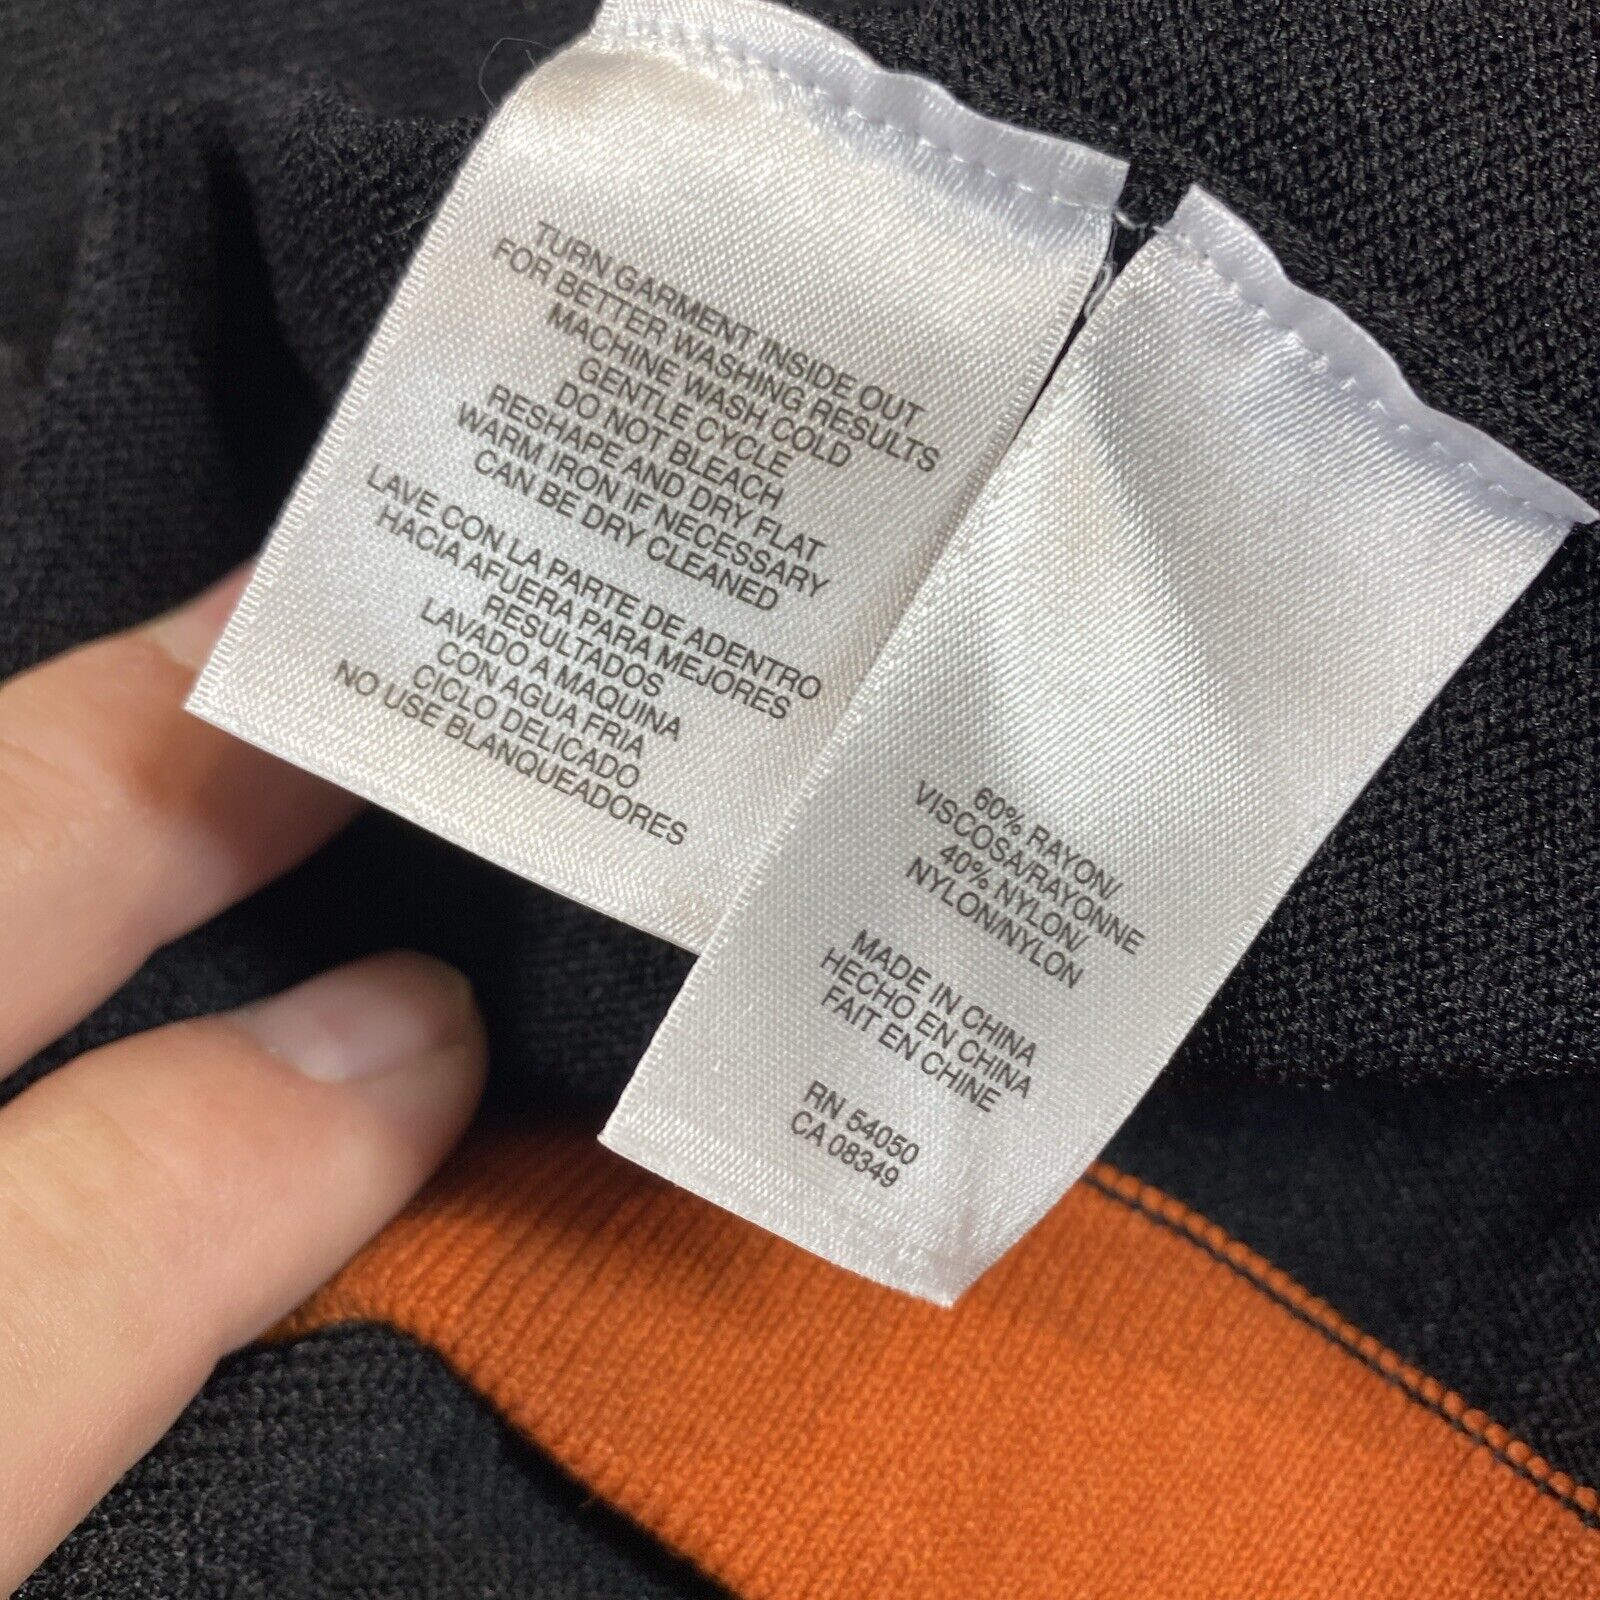 TURN GARMENT INSIDE OUT
FOR BETTER WASHING RESULTS
MACHINE WASH COLD
GENTLE CYCLE
DO NOT BLEACH
RESHAPE AND DRY FLAT
WARM IRON IF NECESSARY
CAN BE DRY CLEANED
LAVE CON LA PARTE DE ADENTRO
HACIA AFUERA PARA MEJORES
RESULTADOS
LAVADO A MAQUINA
CON AGUA FRIA
CICLO DELICADO
NO USE BLANQUEADORES
60% RAYON/
VISCOSA/RAYONNE
40% NYLON/
NYLON/NYLON
MADE IN CHINA
HECHO EN CHINA
FAIT EN CHINE
RN 54050
CA 08349